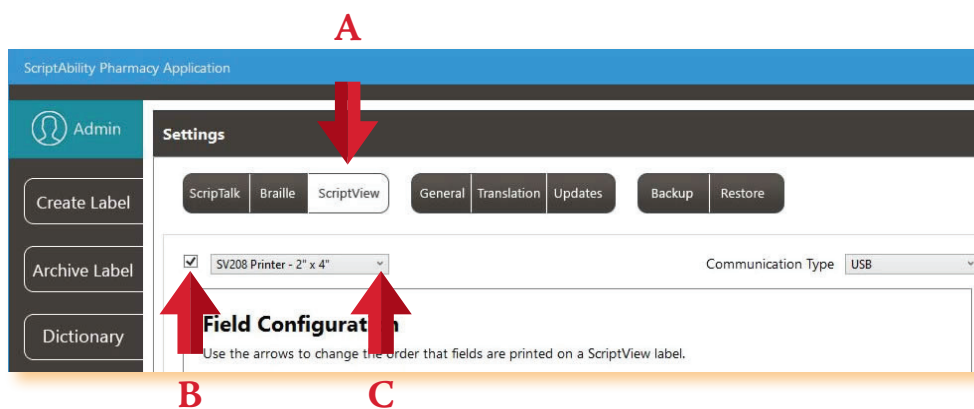 A
ScriptAbility Pharmacy Application
Admin
Settings
ScripTalk Braille ScriptView General Translation Updates Backup Restore
Create Label
Archive Label
SV208 Printer - 2" x 4" Communication Type USB
Field Configuration
Dictionary
Use the arrows to change the order that fields are printed on a ScriptView label.
B C